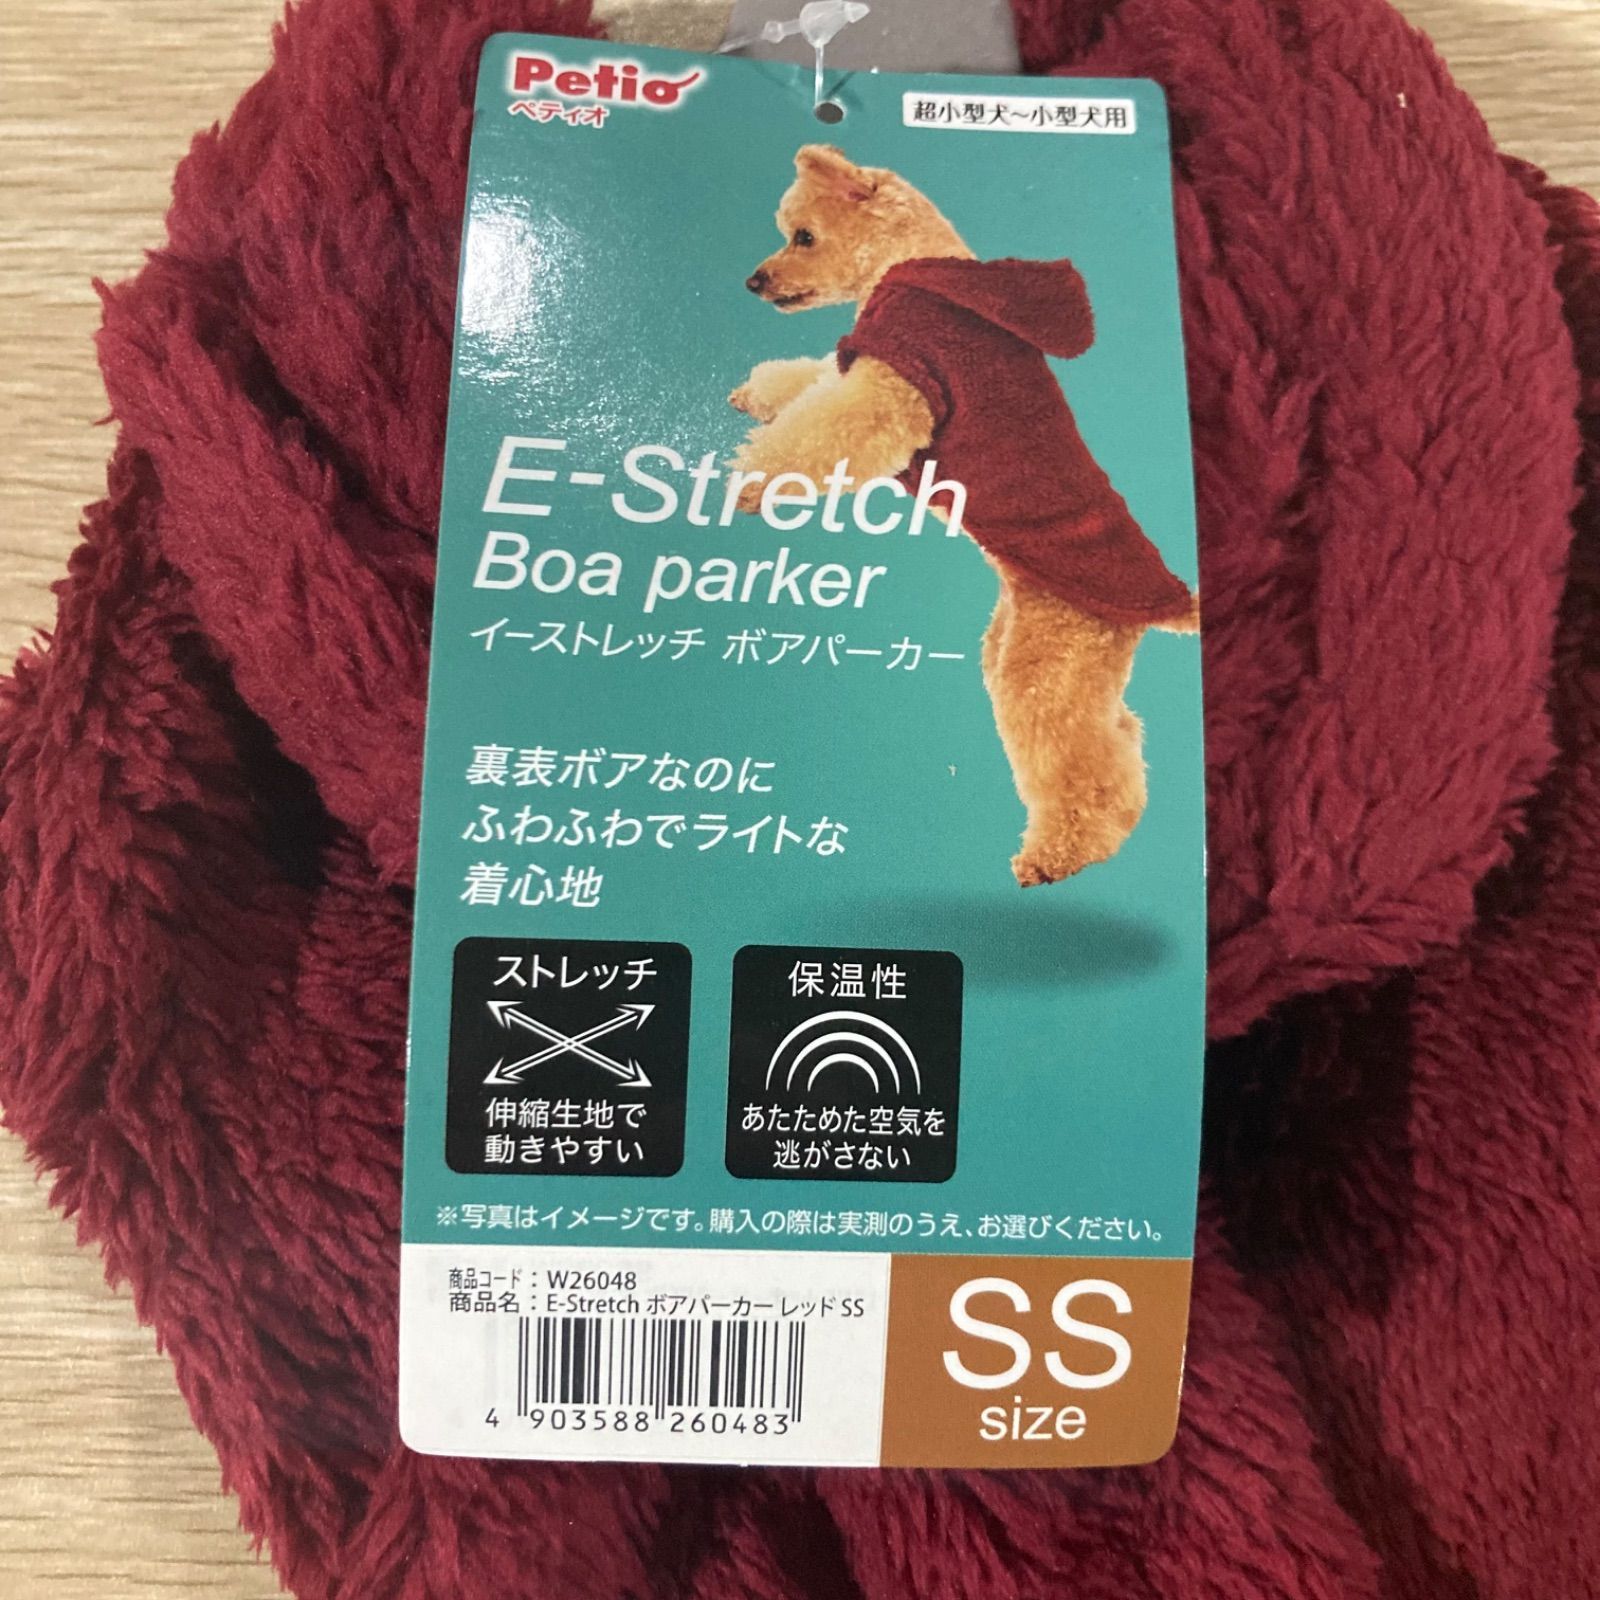 Petio
ペティオ
超小型犬～小型犬用
E-Stretch
Boa parker
イーストレッチ ボアパーカー
裏表ボアなのに
ふわふわでライトな
着心地
ストレッチ
伸縮生地で
動きやすい
保温性
あたためた空気を
逃がさない
※写真はイメージです。購入の際は実測のうえ、お選びください。
商品コード：W26048
商品名：E-Stretch ボアパーカー レッド SS
4 903588 260483
SS
size